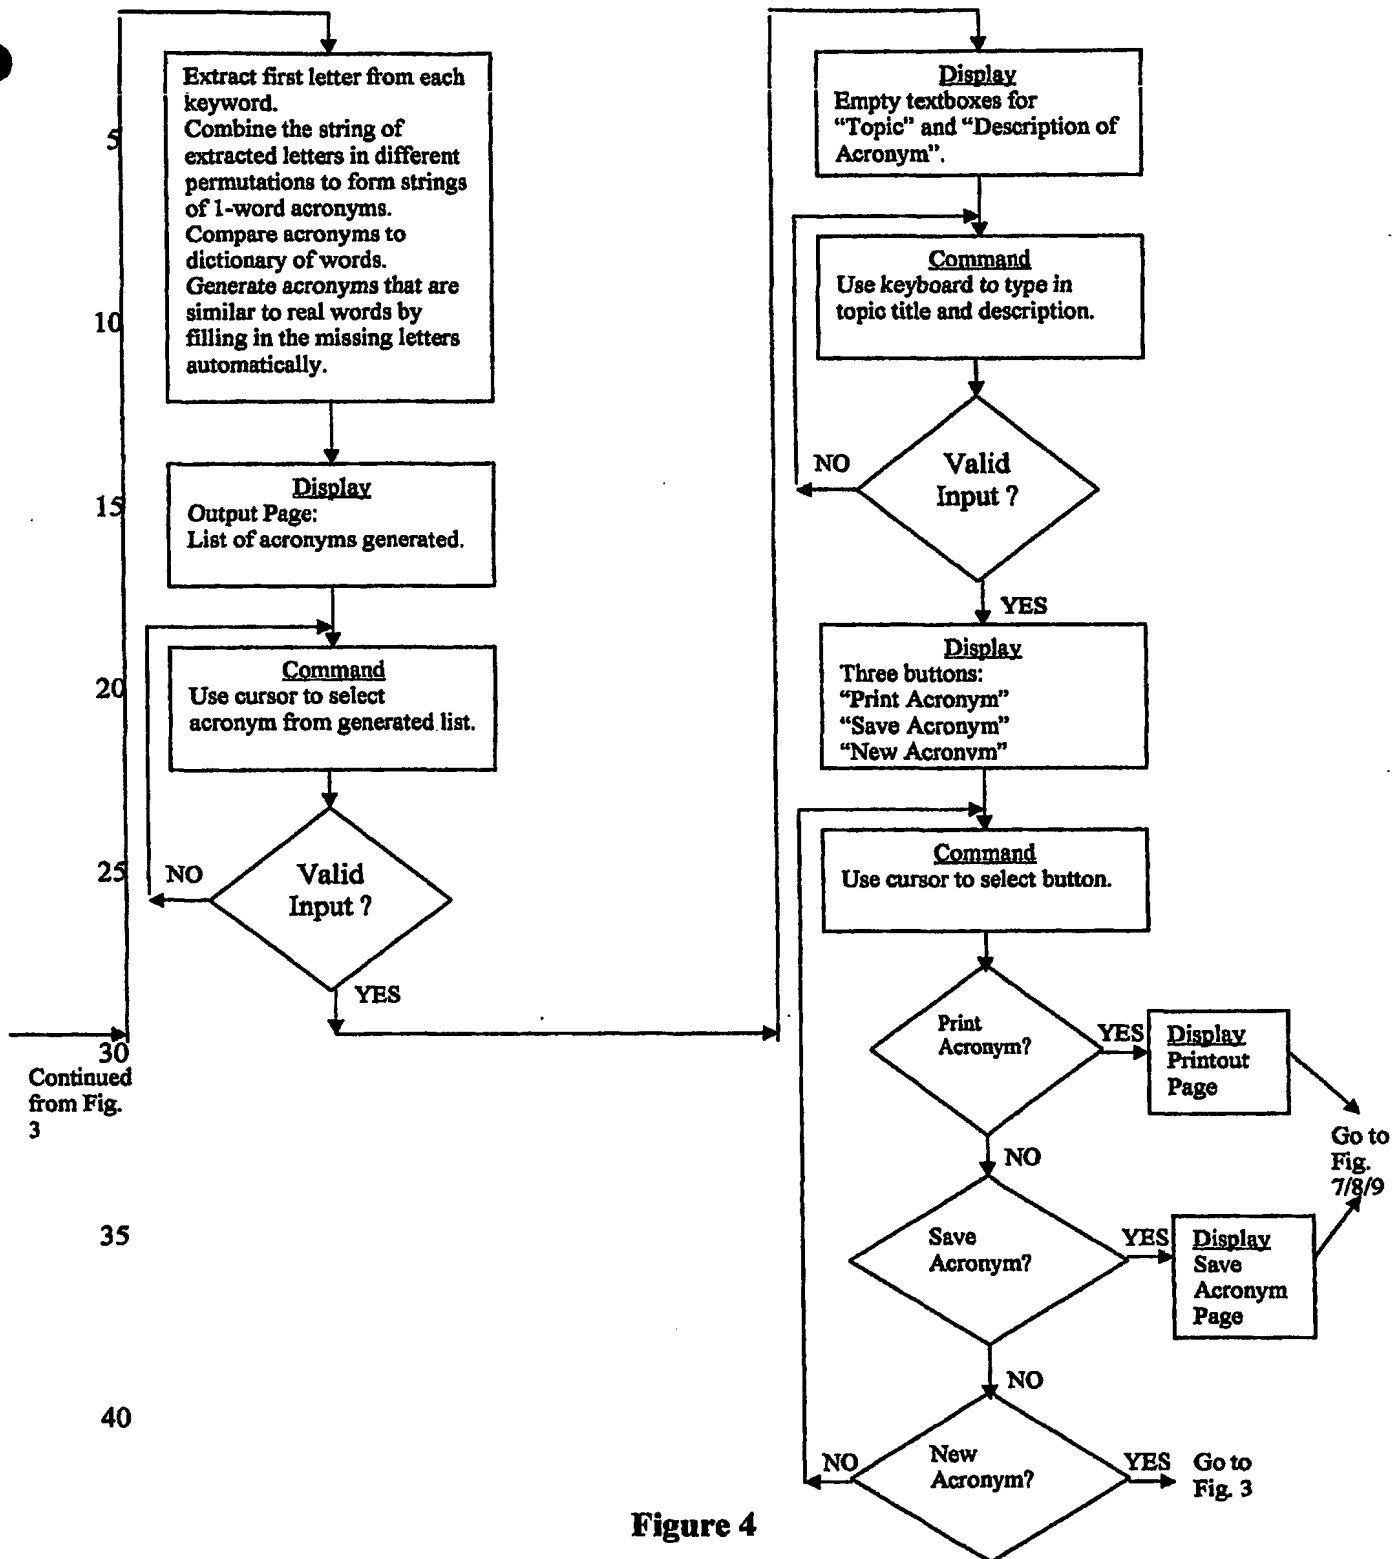 Extract first letter from each
keyword.
Combine the string of
extracted letters in different
permutations to form strings
of 1-word acronyms.
Compare acronyms to
dictionary of words.
Generate acronyms that are
similar to real words by
filling in the missing letters
automatically.
5
10
Display
Output Page:
List of acronyms generated.
15
Command
Use cursor to select
acronym from generated list.
20
Valid
Input ?
NO
25
YES
30
Continued
from Fig.
3
35
40
Display
Empty textboxes for
“Topic” and “Description of
Acronym”.
Command
Use keyboard to type in
topic title and description.
Valid
Input ?
NO
YES
Display
Three buttons:
“Print Acronym”
“Save Acronym”
“New Acronym”
Command
Use cursor to select button.
Print
Acronym?
YES
Display
Printout
Page
NO
Go to
Fig.
7/8/9
Save
Acronym?
YES
Display
Save
Acronym
Page
NO
New
Acronym?
NO
YES
Go to
Fig. 3
Figure 4